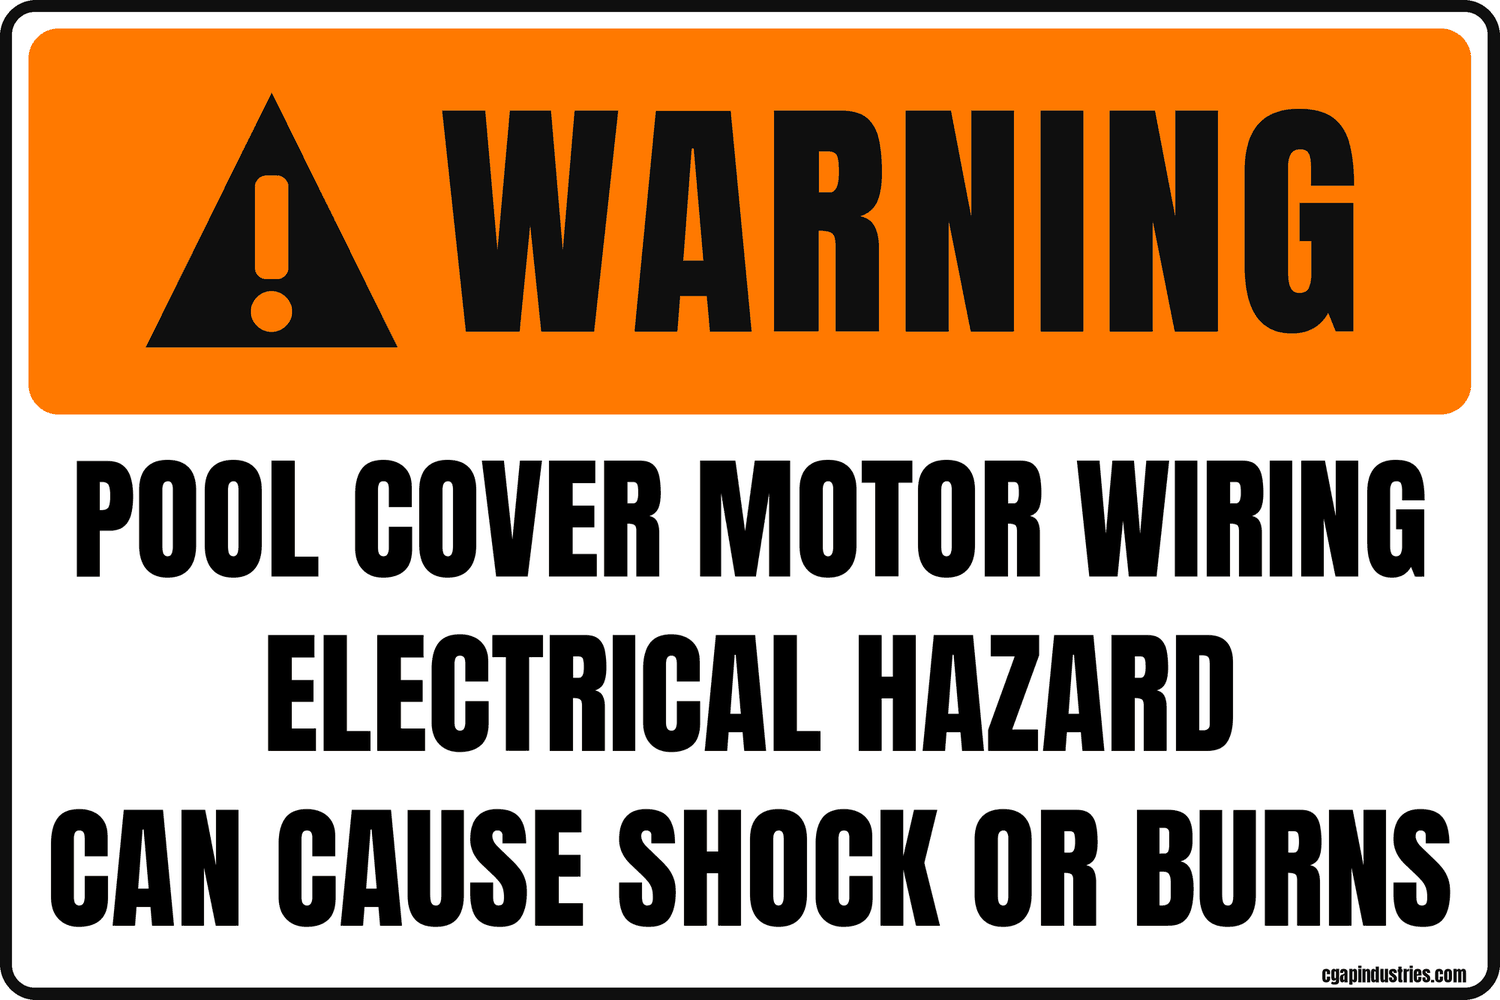 WARNING
POOL COVER MOTOR WIRING
ELECTRICAL HAZARD
CAN CAUSE SHOCK OR BURNS
cgapindustries.com